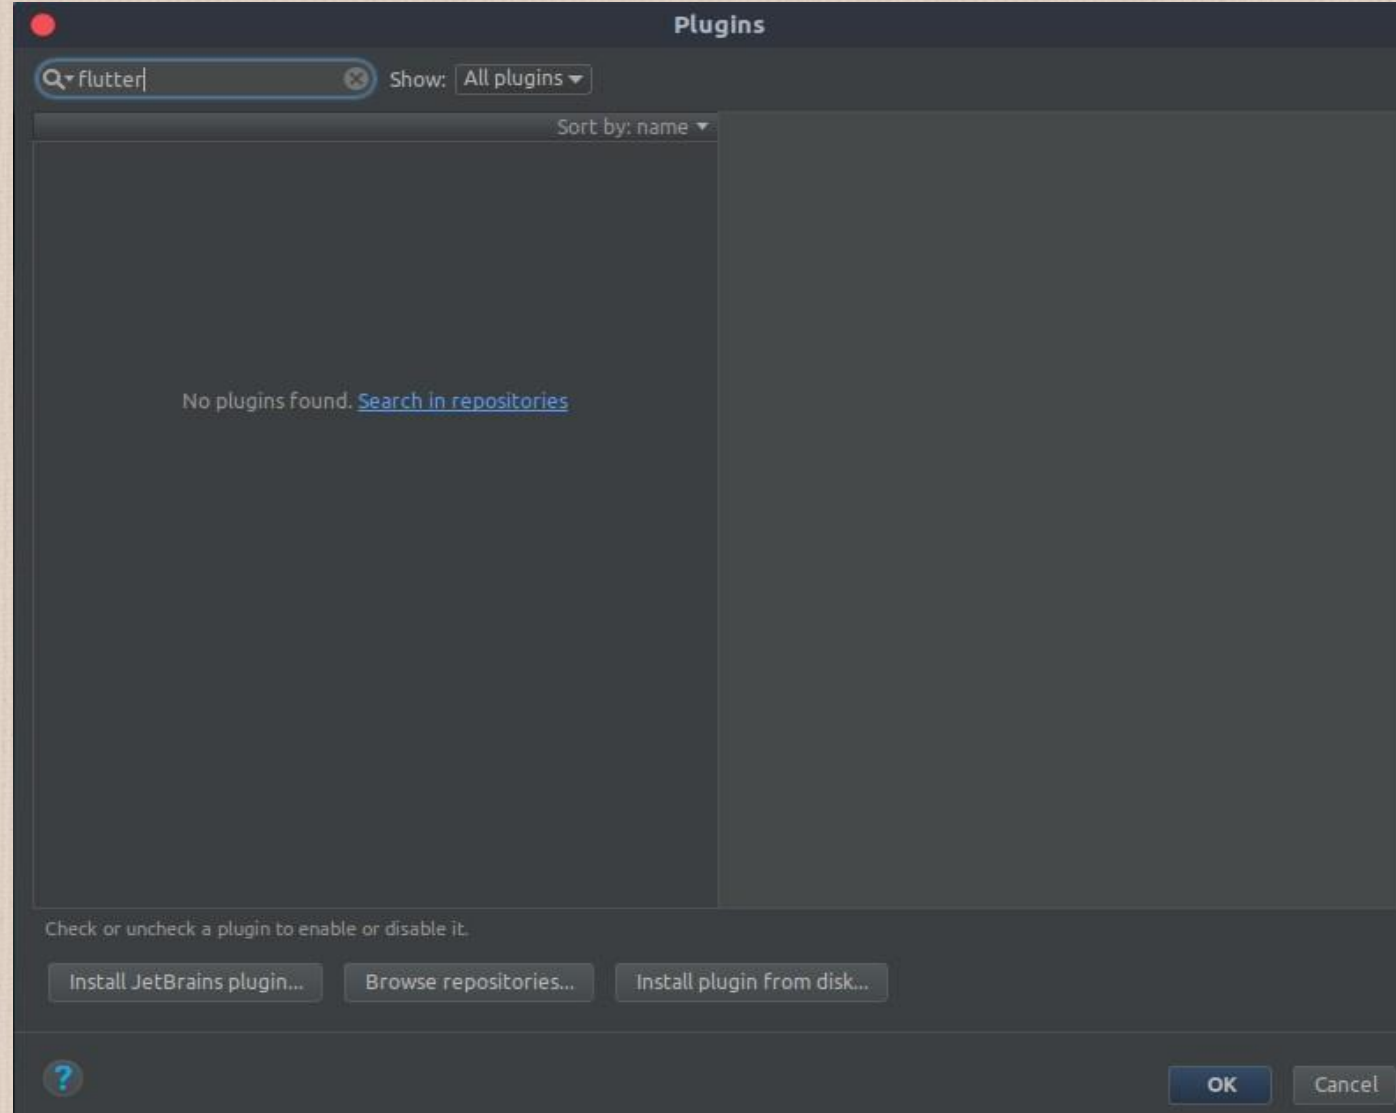 Plugins
flutter Show: All plugins
Sort by: name
No plugins found. Search in repositories
Check or uncheck a plugin to enable or disable it.
Install JetBrains plugin... Browse repositories... Install plugin from disk...
? OK Cancel